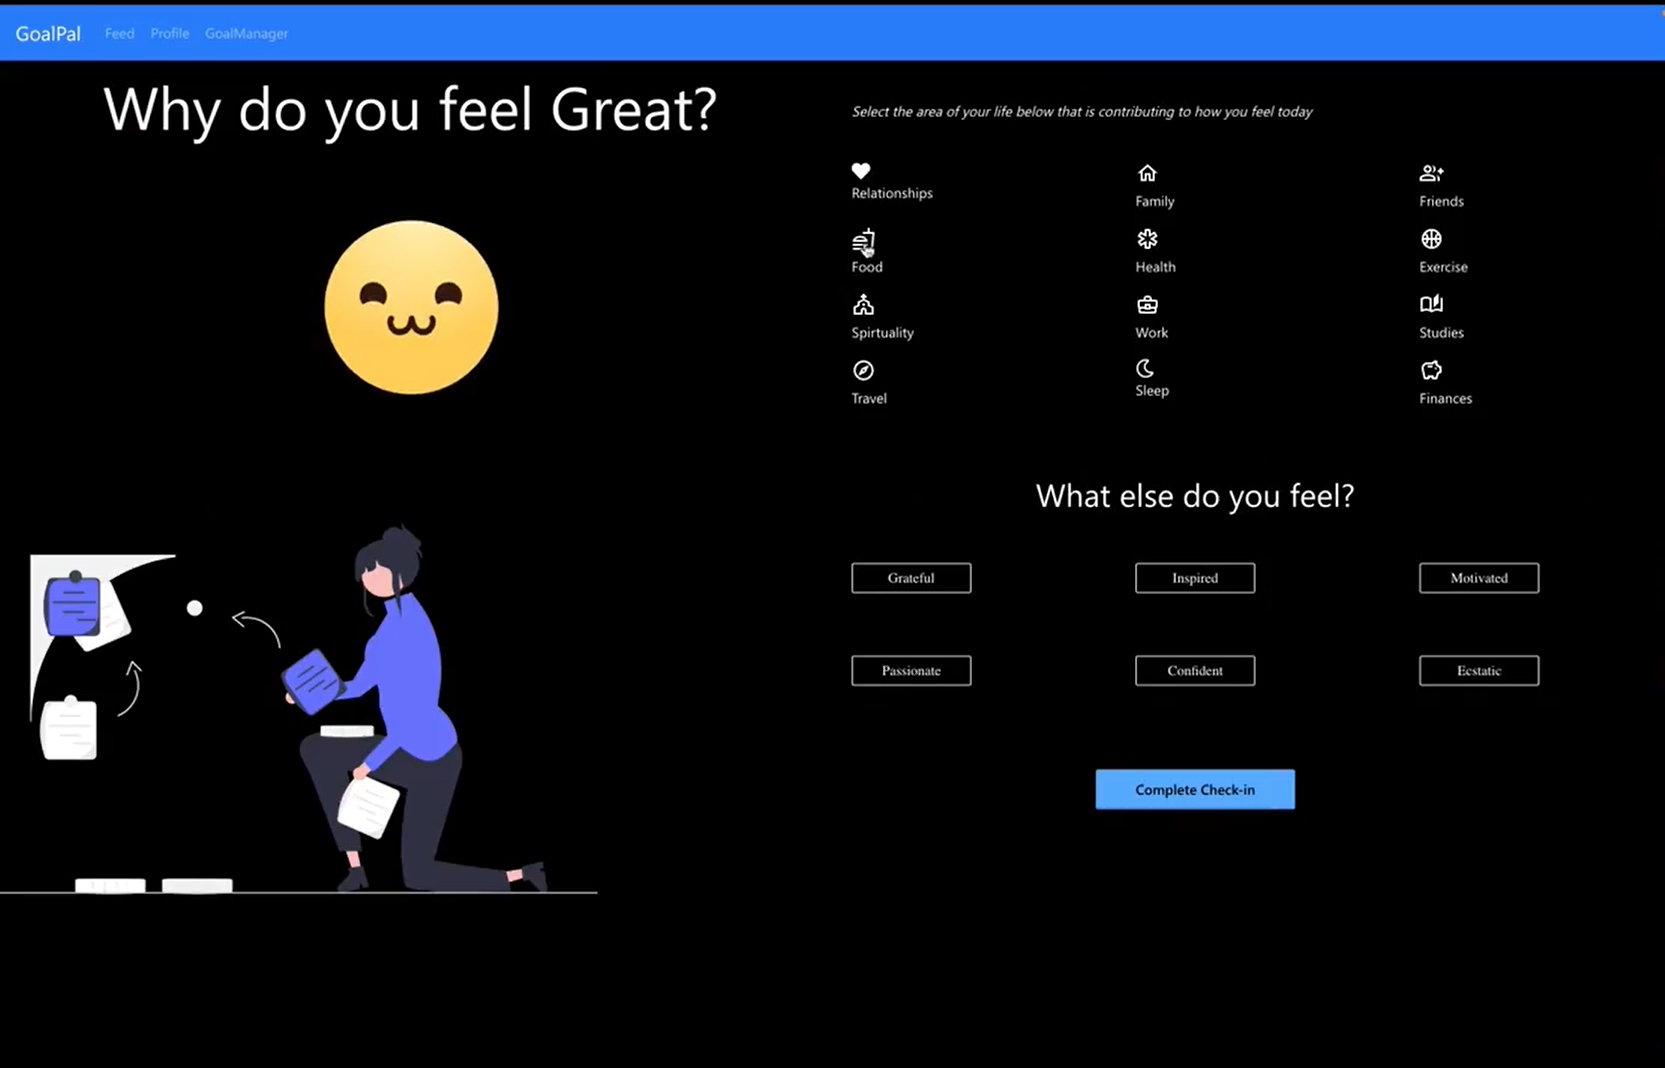 GoalPal Feed Profile GoalManager
Why do you feel Great?
Select the area of your life below that is contributing to how you feel today
Relationships
Family
Friends
Food
Health
Exercise
Spirtuality
Work
Studies
Travel
Sleep
Finances
What else do you feel?
Grateful
Inspired
Motivated
Passionate
Confident
Ecstatic
Complete Check-in